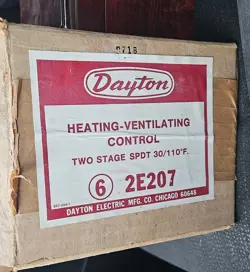 Dayton
HEATING-VENTILATING
CONTROL
TWO STAGE SPDT 30/110°F.
6 2E207
DAYTON ELECTRIC MFG. CO. CHICAGO 60648